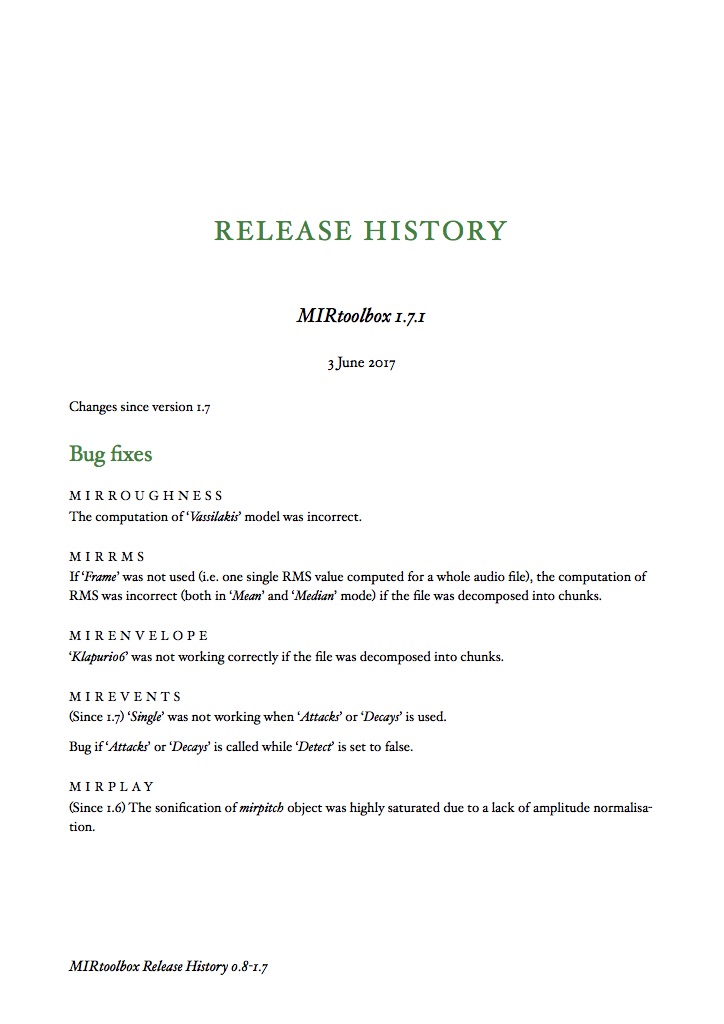 RELEASE HISTORY
MIRtoolbox 1.7.1
3 June 2017
Changes since version 1.7
Bug fixes
MIRROUGHNESS
The computation of ‘Vassilakis’ model was incorrect.
MIRRMS
If ‘Frame’ was not used (i.e. one single RMS value computed for a whole audio file), the computation of
RMS was incorrect (both in ‘Mean’ and ‘Median’ mode) if the file was decomposed into chunks.
MIRENVELOPE
‘Klapuri06’ was not working correctly if the file was decomposed into chunks.
MIREVENTS
(Since 1.7) ‘Single’ was not working when ‘Attacks’ or ‘Decays’ is used.
Bug if ‘Attacks’ or ‘Decays’ is called while ‘Detect’ is set to false.
MIRPLAY
(Since 1.6) The sonification of mirpitch object was highly saturated due to a lack of amplitude normalisa-
tion.
MIRtoolbox Release History 0.8-1.7